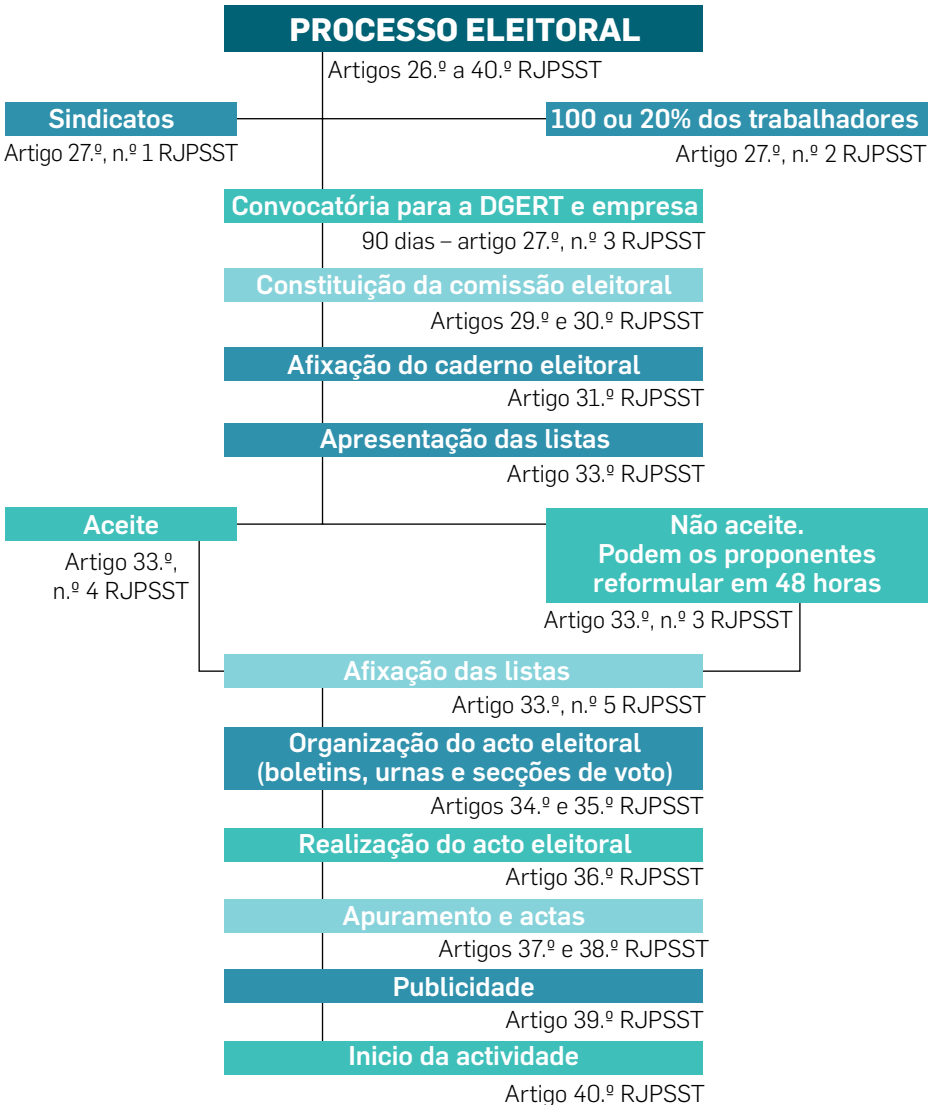 PROCESSO ELEITORAL
Artigos 26.º a 40.º RJPSST
Sindicatos
Artigo 27.º, n.º 1 RJPSST
100 ou 20% dos trabalhadores
Artigo 27.º, n.º 2 RJPSST
Convocatória para a DGERT e empresa
90 dias – artigo 27.º, n.º 3 RJPSST
Constituição da comissão eleitoral
Artigos 29.º e 30.º RJPSST
Afixação do caderno eleitoral
Artigo 31.º RJPSST
Apresentação das listas
Artigo 33.º RJPSST
Aceite
Artigo 33.º,
n.º 4 RJPSST
Não aceite.
Podem os proponentes
reformular em 48 horas
Artigo 33.º, n.º 3 RJPSST
Afixação das listas
Artigo 33.º, n.º 5 RJPSST
Organização do acto eleitoral
(boletins, urnas e secções de voto)
Artigos 34.º e 35.º RJPSST
Realização do acto eleitoral
Artigo 36.º RJPSST
Apuramento e actas
Artigos 37.º e 38.º RJPSST
Publicidade
Artigo 39.º RJPSST
Inicio da actividade
Artigo 40.º RJPSST